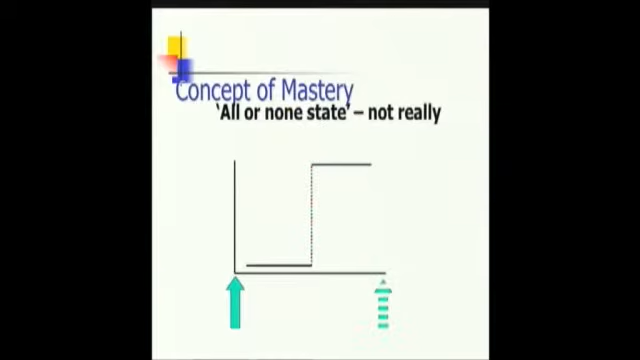 Concept of Mastery
‘All or none state’ – not really